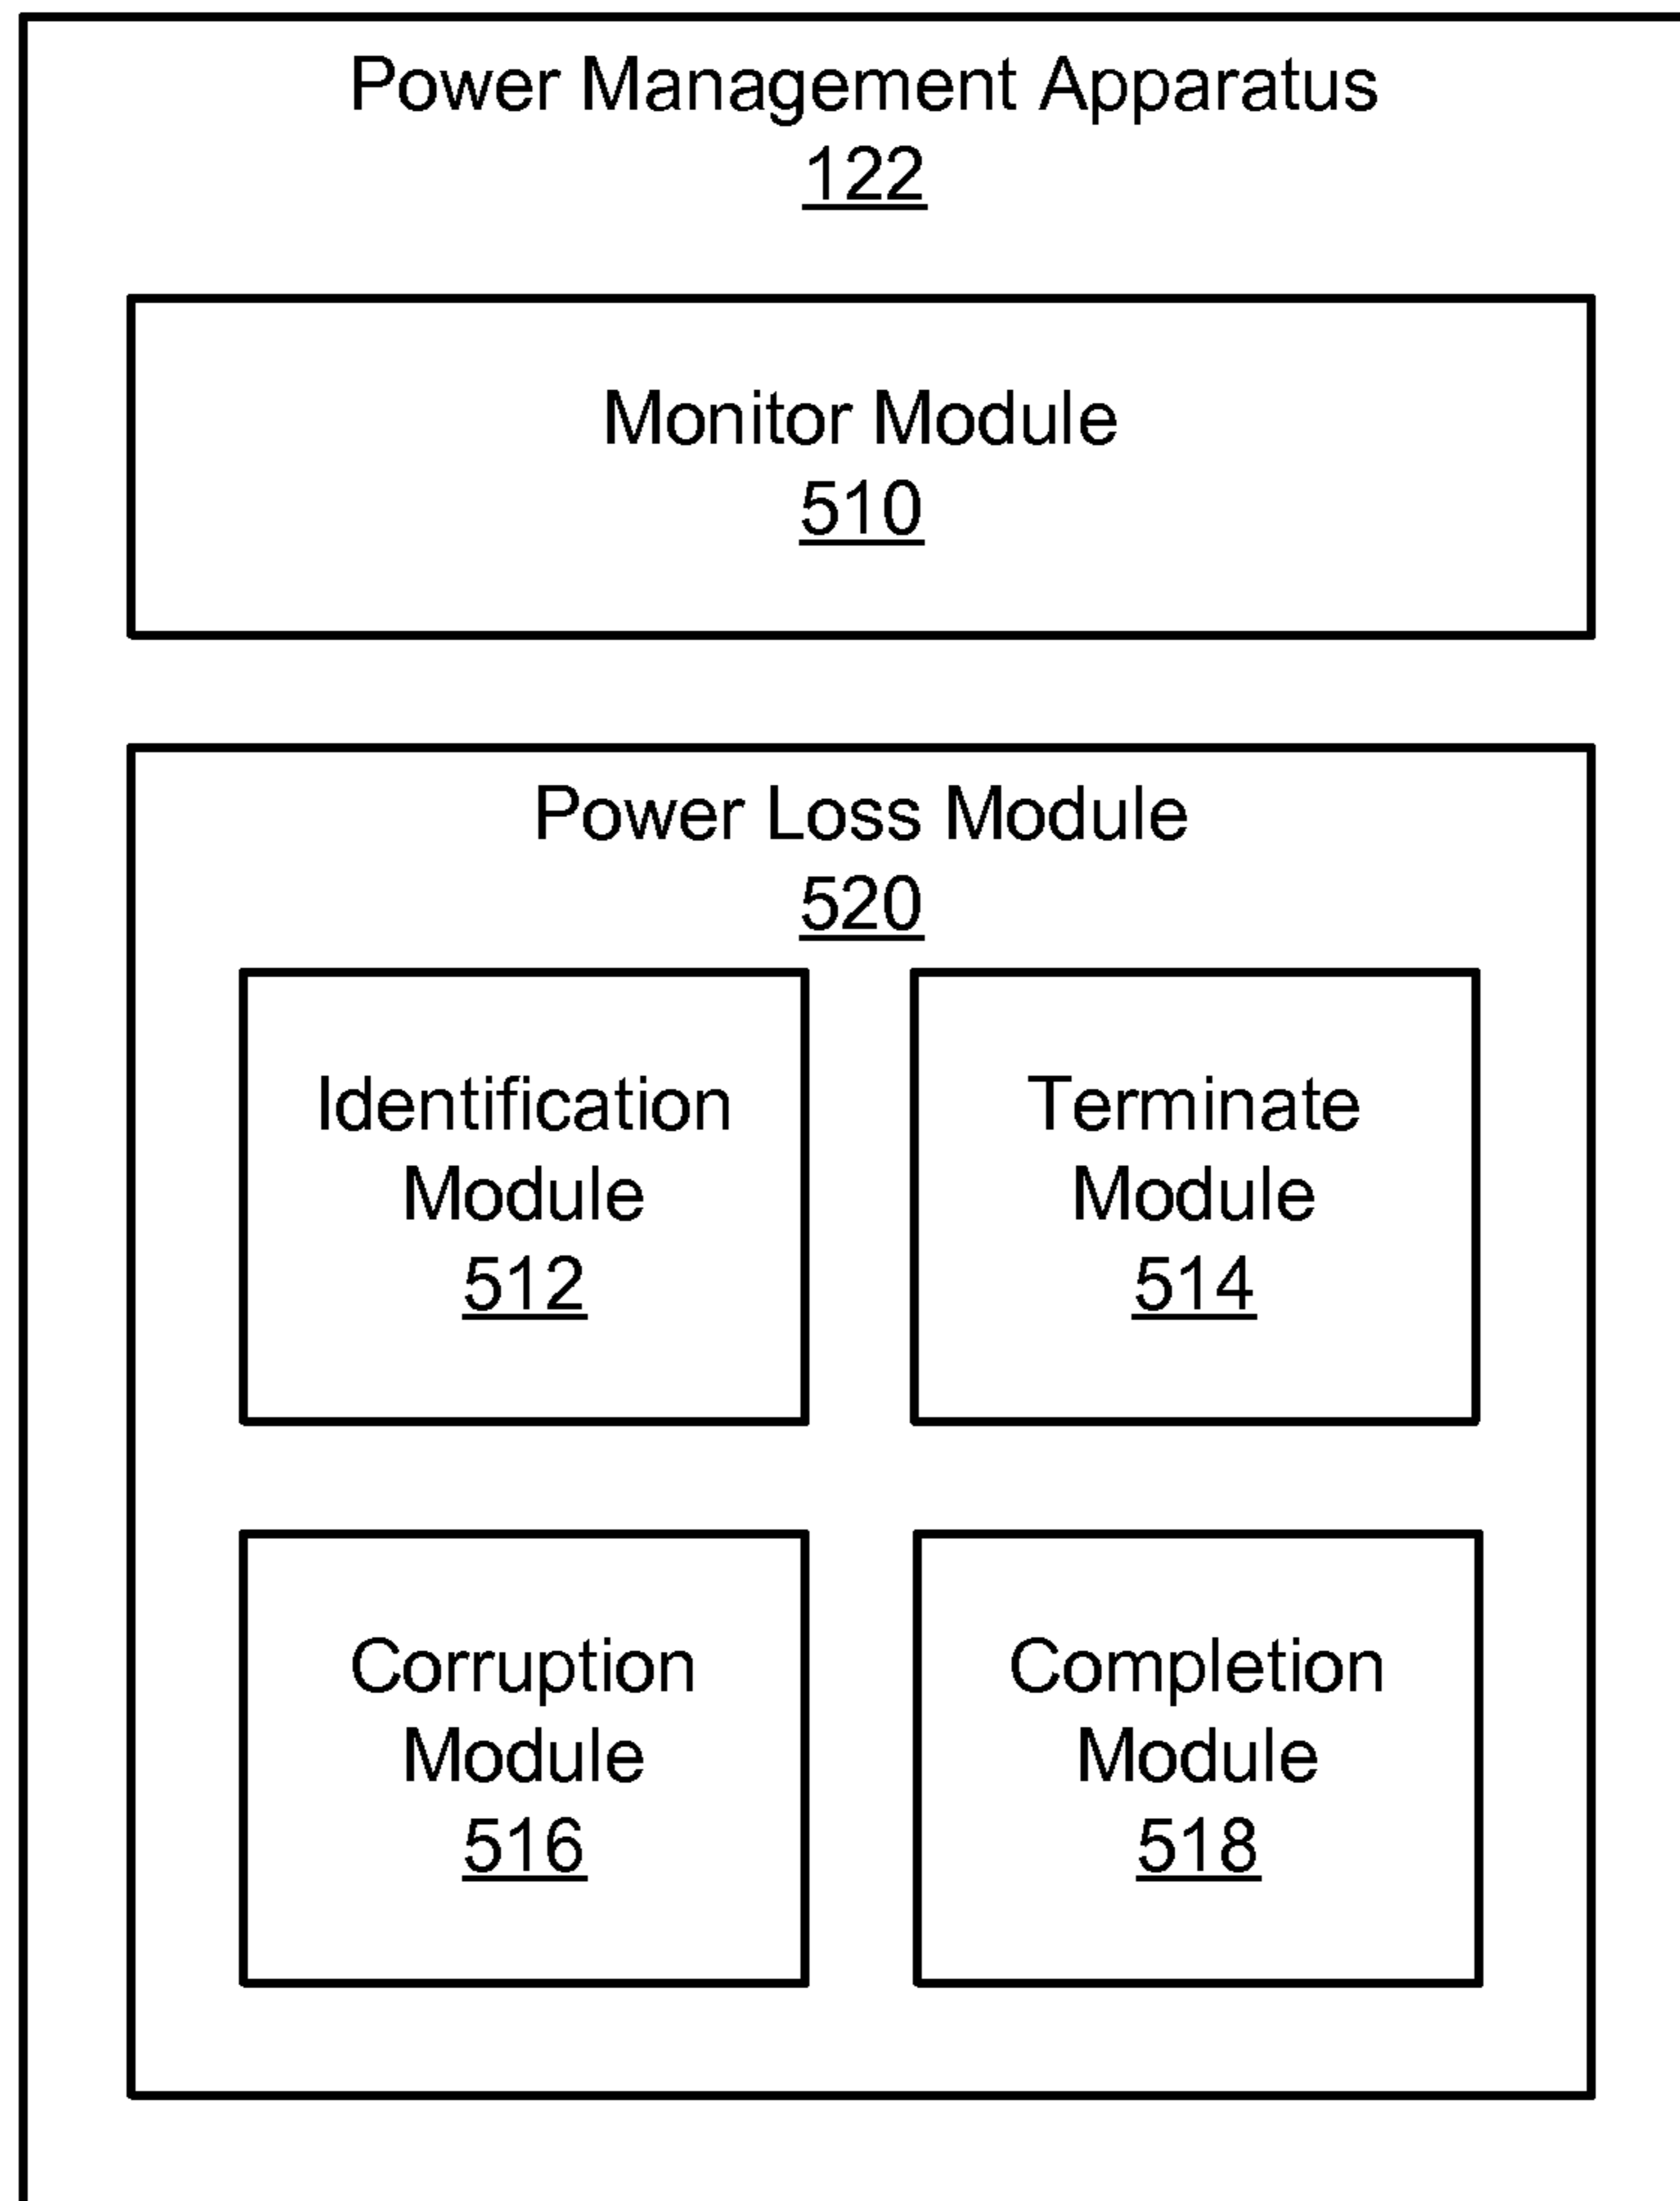 Power Management Apparatus
122
Monitor Module
510
Power Loss Module
520
Identification
Module
512
Terminate
Module
514
Corruption
Module
516
Completion
Module
518